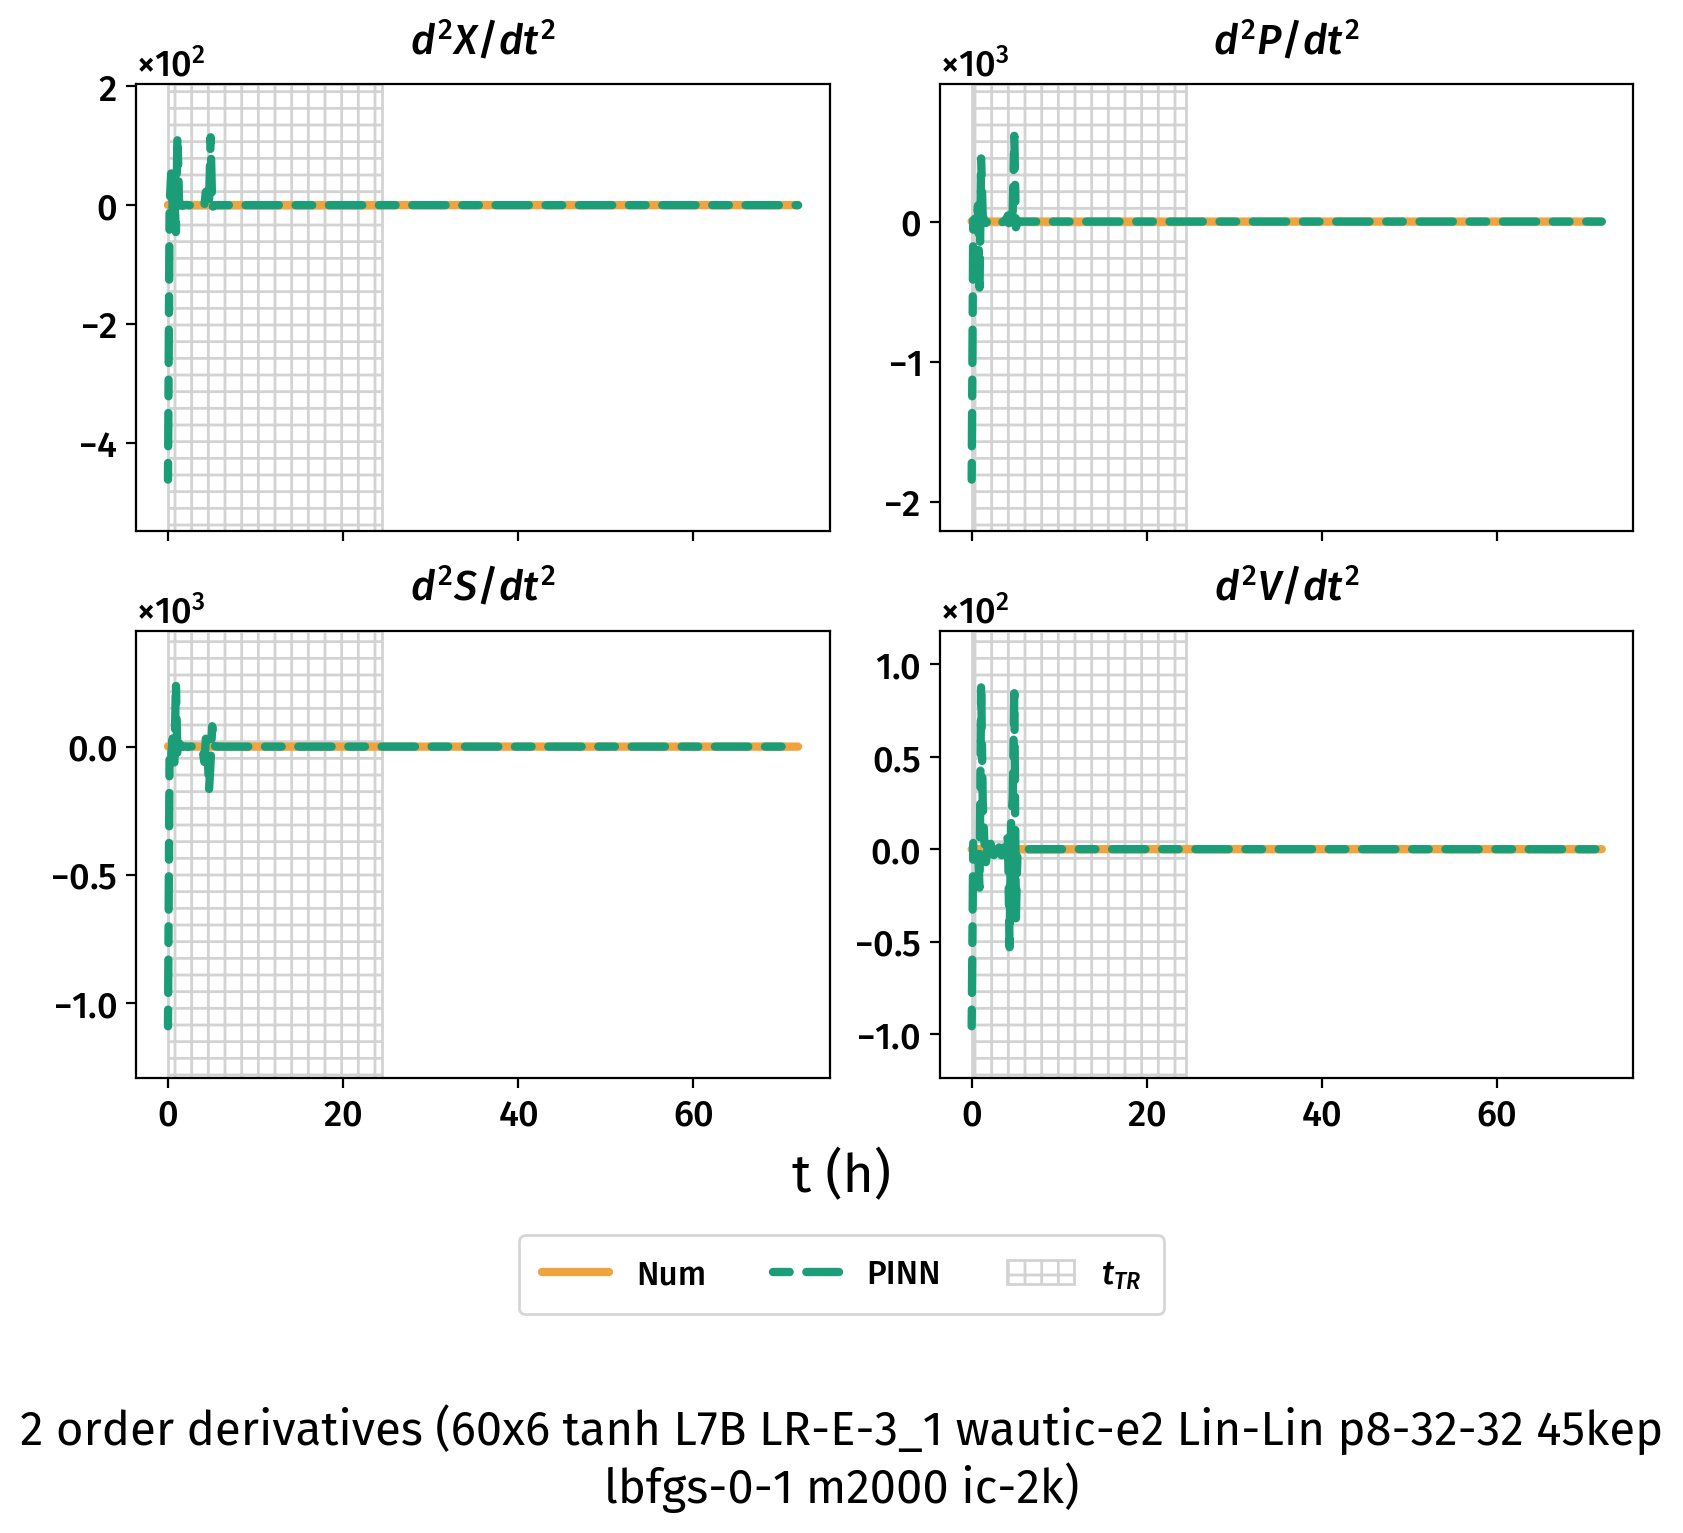 d²X/dt²
×10²
2
0
−2
−4
d²P/dt²
×10³
0
−1
−2
d²S/dt²
×10³
0.0
−0.5
−1.0
0 20 40 60
d²V/dt²
×10²
1.0
0.5
0.0
−0.5
−1.0
0 20 40 60
t (h)
Num PINN t_TR
2 order derivatives (60x6 tanh L7B LR-E-3_1 wautic-e2 Lin-Lin p8-32-32 45kep
lbfgs-0-1 m2000 ic-2k)